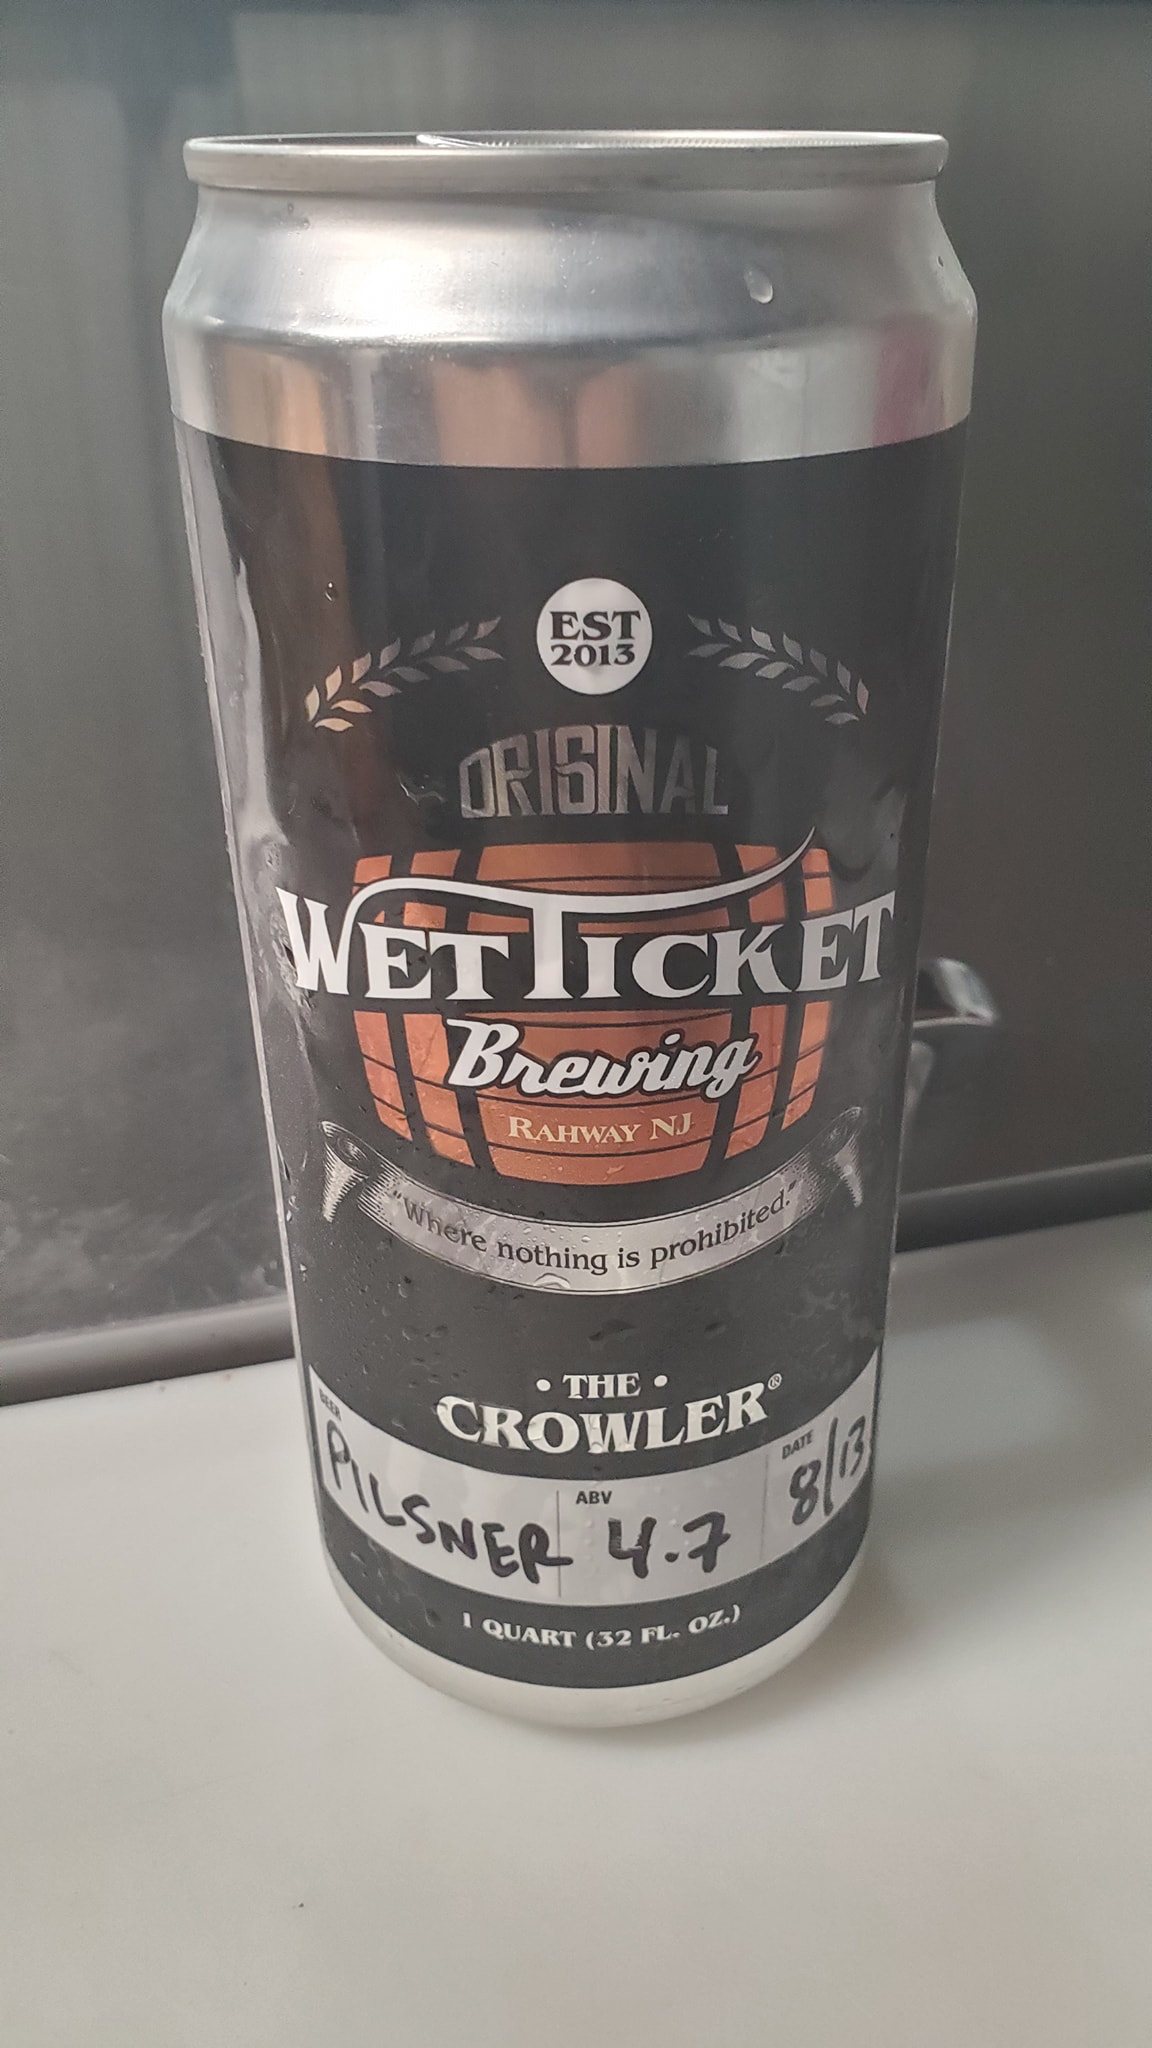 EST
2013
ORIGINAL
WET TICKET
Brewing
RAHWAY NJ
"Where nothing is prohibited."
• THE •
CROWLER®
BEER
PILSNER
ABV
4.7
DATE
8/13
1 QUART (32 FL. OZ.)